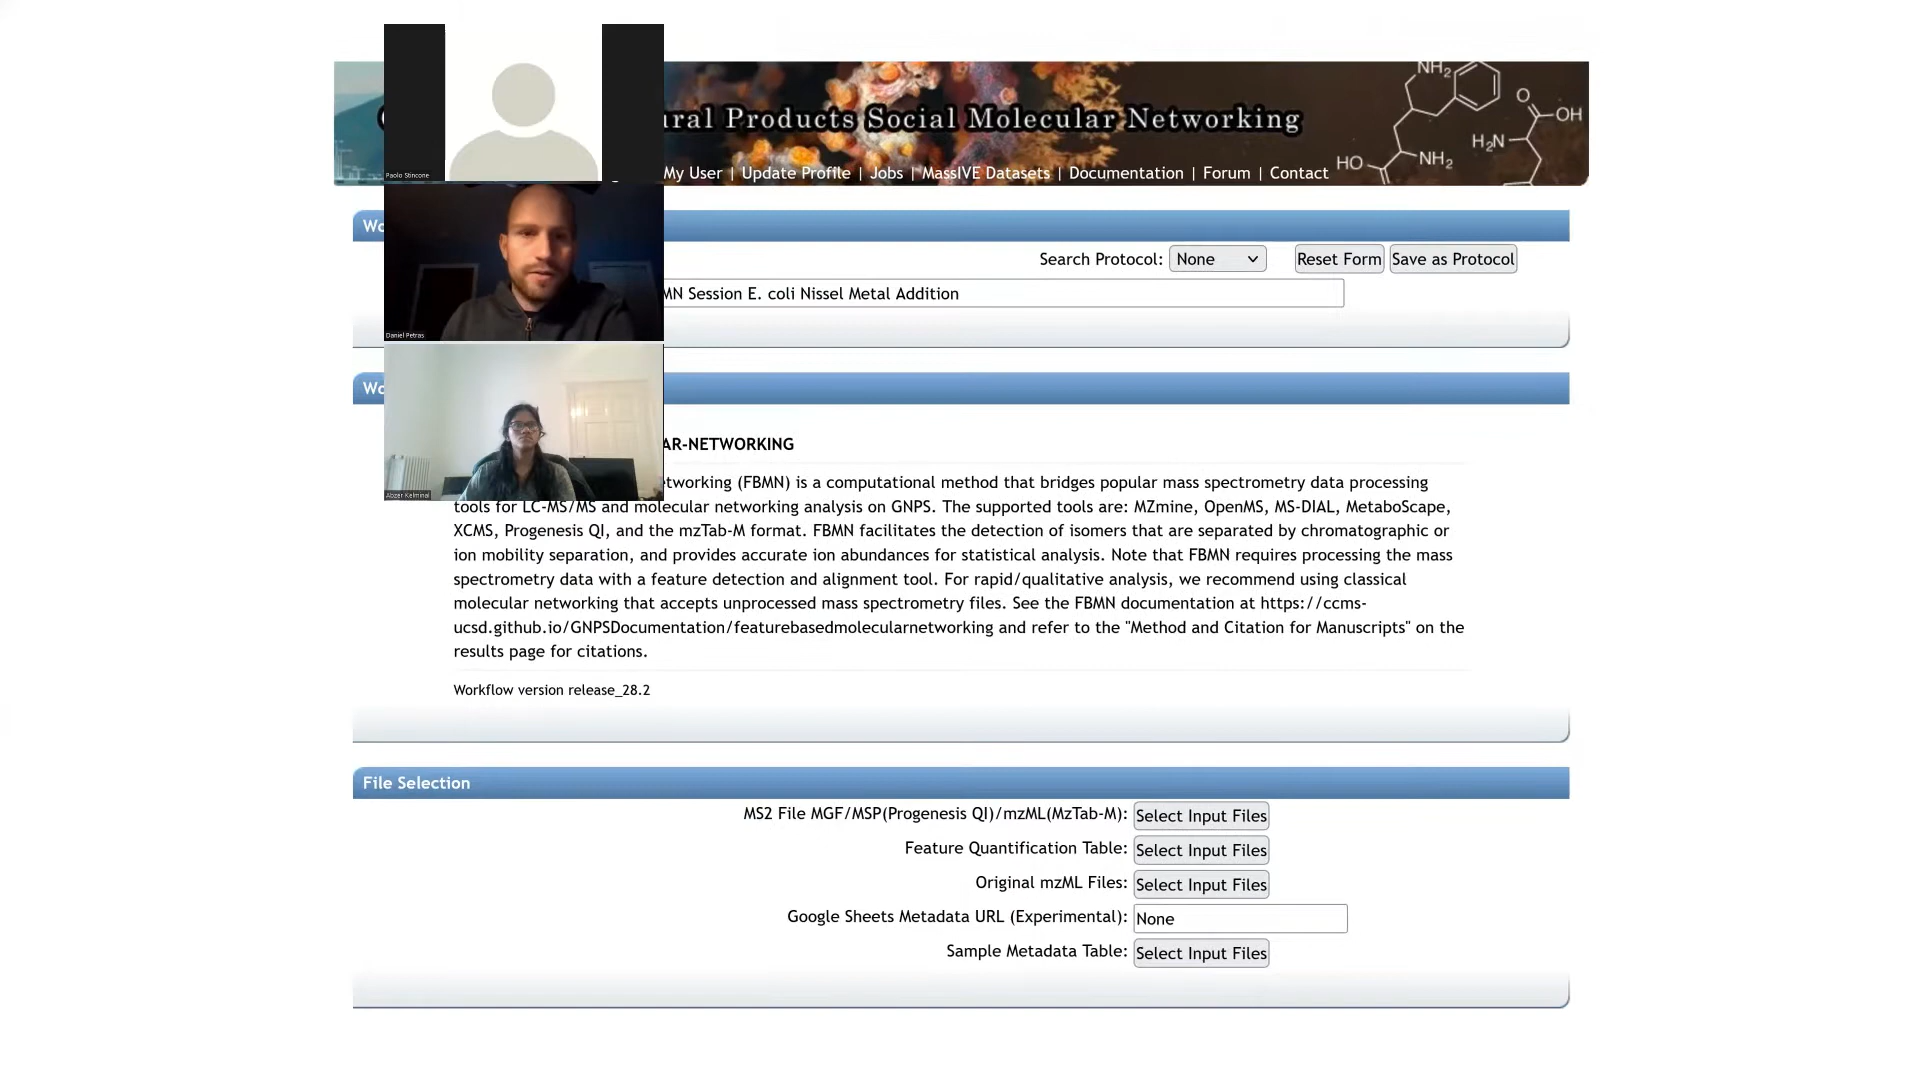 Paolo Stincone
ural Products Social Molecular Networking
NH2
O
OH
H2N
HO
NH2
My User | Update Profile | Jobs | MassIVE Datasets | Documentation | Forum | Contact
Wo
Search Protocol: None Reset Form Save as Protocol
MN Session E. coli Nissel Metal Addition
Daniel Petras
Wo
AR-NETWORKING
etworking (FBMN) is a computational method that bridges popular mass spectrometry data processing
Abzer Kelminal
tools for LC-MS/MS and molecular networking analysis on GNPS. The supported tools are: MZmine, OpenMS, MS-DIAL, MetaboScape,
XCMS, Progenesis QI, and the mzTab-M format. FBMN facilitates the detection of isomers that are separated by chromatographic or
ion mobility separation, and provides accurate ion abundances for statistical analysis. Note that FBMN requires processing the mass
spectrometry data with a feature detection and alignment tool. For rapid/qualitative analysis, we recommend using classical
molecular networking that accepts unprocessed mass spectrometry files. See the FBMN documentation at https://ccms-
ucsd.github.io/GNPSDocumentation/featurebasedmolecularnetworking and refer to the "Method and Citation for Manuscripts" on the
results page for citations.
Workflow version release_28.2
File Selection
MS2 File MGF/MSP(Progenesis QI)/mzML(MzTab-M): Select Input Files
Feature Quantification Table: Select Input Files
Original mzML Files: Select Input Files
Google Sheets Metadata URL (Experimental): None
Sample Metadata Table: Select Input Files